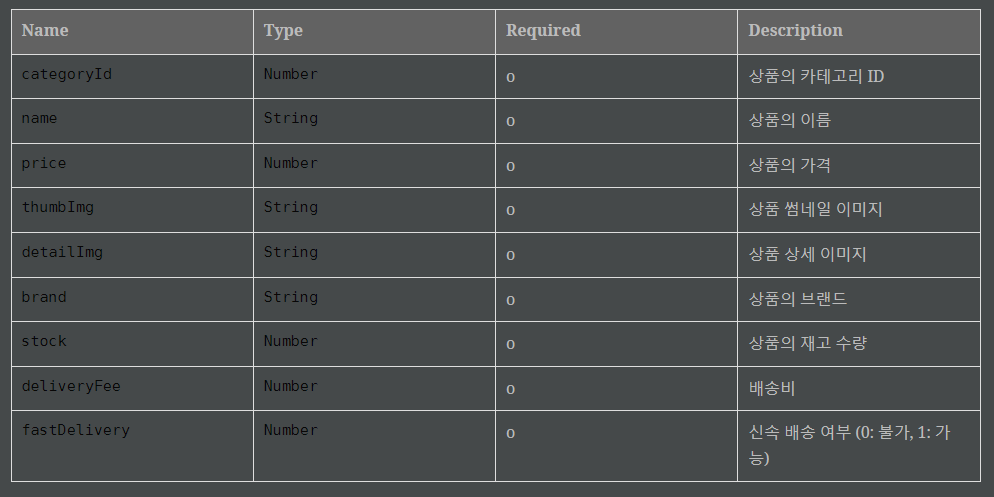 Name Type Required Description
categoryId Number o 상품의 카테고리 ID
name String o 상품의 이름
price Number o 상품의 가격
thumbImg String o 상품 썸네일 이미지
detailImg String o 상품 상세 이미지
brand String o 상품의 브랜드
stock Number o 상품의 재고 수량
deliveryFee Number o 배송비
fastDelivery Number o 신속 배송 여부 (0: 불가, 1: 가
능)